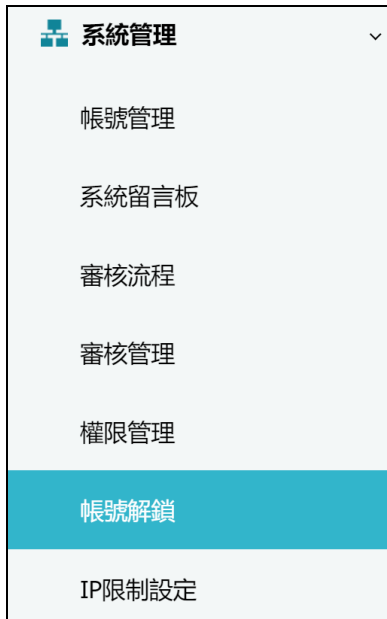 系統管理
帳號管理
系統留言板
審核流程
審核管理
權限管理
帳號解鎖
IP限制設定